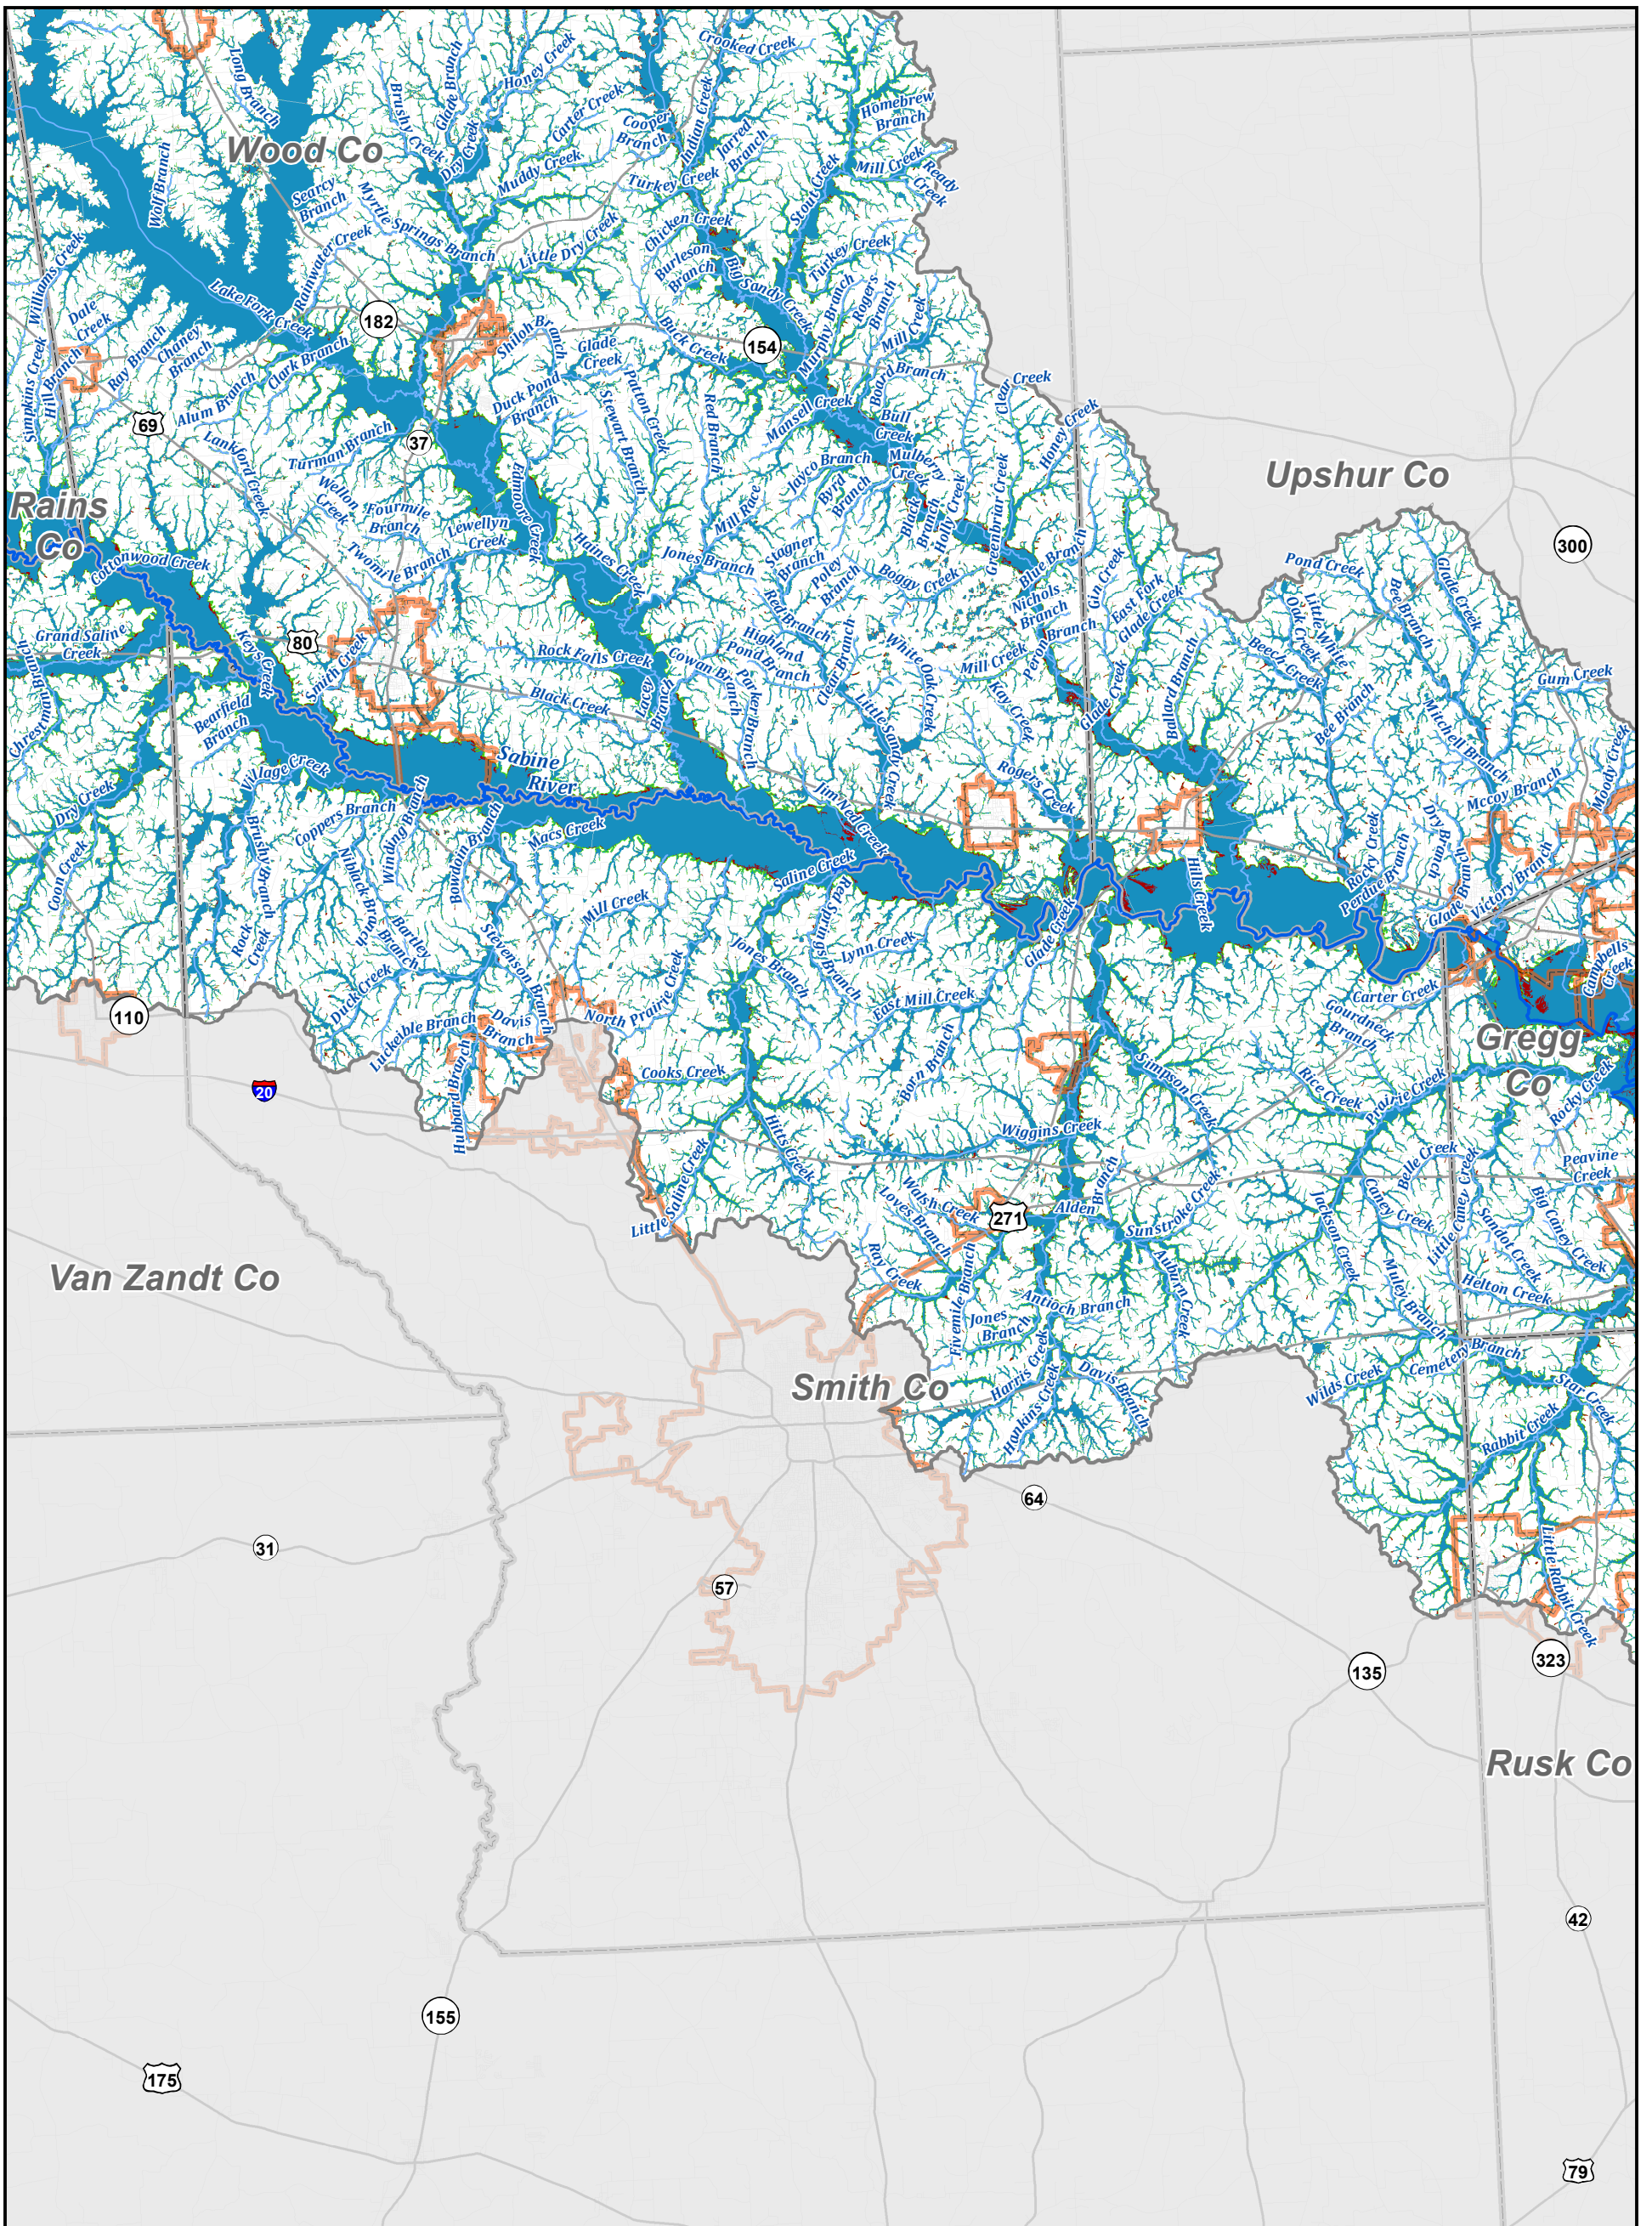 Crooked Creek
Long Branch
Brushy Creek
Glade Branch
Honey Creek
Dry Creek
Carter Creek
Cooper
Branch
Indian Creek
Jarred
Branch
Homebrew
Branch
Wood Co
Wolf Branch
Searcy
Branch
Muddy Creek
Turkey Creek
Stout Creek
Mill Creek
Ready
Creek
Myrtle Springs Branch
Rainwater Creek
Little Dry Creek
Chicken Creek
Burleson
Branch
Big Sandy Creek
Turkey Creek
Williams Creek
Dale
Creek
Lake Fork Creek
182
Shiloh Branch
Buck Creek
154
Murphy Branch
Rogers
Branch
Mill Creek
Simpkins Creek
Hill Branch
Ray Branch
Chaney
Branch
Clark Branch
Alum Branch
Glade
Creek
Duck Pond
Branch
Stewart Branch
Patton Creek
Red Branch
Mansell Creek
Board Branch
Bull
Creek
Clear Creek
Honey Creek
69
37
Lankford Creek
Turman Branch
Jayco Branch
Byrd
Branch
Mulberry
Creek
Upshur Co
Rains
Co
Wellon
Creek
Fourmile
Branch
Lewellyn
Creek
Edmoore Creek
Mill Race
Black
Branch
Holly Creek
Greenbriar Creek
300
Cottonwood Creek
Twomile Branch
Haines Creek
Jones Branch
Stagner
Branch
Poley
Branch
Boggy Creek
Blue Branch
Gin Creek
East Fork
Glade Creek
Pond Creek
Bee Branch
Glade Creek
Nichols
Branch
Red Branch
Little White
Oak Creek
Grand Saline
Creek
Keys Creek
80
Smith Creek
Rock Falls Creek
Cowan Branch
Highland
Pond Branch
Clear Branch
White Oak Creek
Mill Creek
Peron
Branch
Ballard Branch
Beech Creek
Gum Creek
Chrestman Branch
Bearfield
Branch
Black Creek
Caney
Branch
Parker Branch
Little Sandy Creek
Kay Creek
Glade Creek
Bee Branch
Mitchell Branch
Moody Creek
Dry Creek
Village Creek
Sabine
River
Rogers Creek
Mccoy Branch
Coppers Branch
Winding Branch
Bowdoin Branch
Macs Creek
Jim Ned Creek
Saline Creek
Brushy Branch
Niblack Branch
Coon Creek
Hills Creek
Rocky Creek
Perdue Branch
Dry Branch
Glade Branch
Victory Branch
Rock
Creek
Bartley
Branch
Mill Creek
Red Springs Branch
Lynn Creek
Glade Creek
Campbells
Creek
Duck Creek
Stevenson Branch
Jones Branch
East Mill Creek
Carter Creek
Gourdneck
Branch
110
Luckeible Branch
Davis
Branch
North Prairie Creek
Gregg
Co
20
Hubbard Branch
Cooks Creek
Born Branch
Simpson Creek
Rice Creek
Prairie Creek
Rocky Creek
Hitts Creek
Wiggins Creek
Little Saline Creek
Belle Creek
Peavine
Creek
Walsh Creek
Loves Branch
271
Alden
Branch
Sunstroke Creek
Jackson Creek
Caney Creek
Little Caney Creek
Sandot Creek
Big Caney Creek
Van Zandt Co
Ray Creek
Fivemile Branch
Antioch Branch
Jones
Branch
Auburn Creek
Muley Branch
Helton Creek
Smith Co
Harris Creek
Hankins Creek
Davis Branch
Wilds Creek
Cemetery Branch
Star Creek
Rabbit Creek
64
31
57
Little Rabbit Creek
135
323
Rusk Co
42
155
175
79